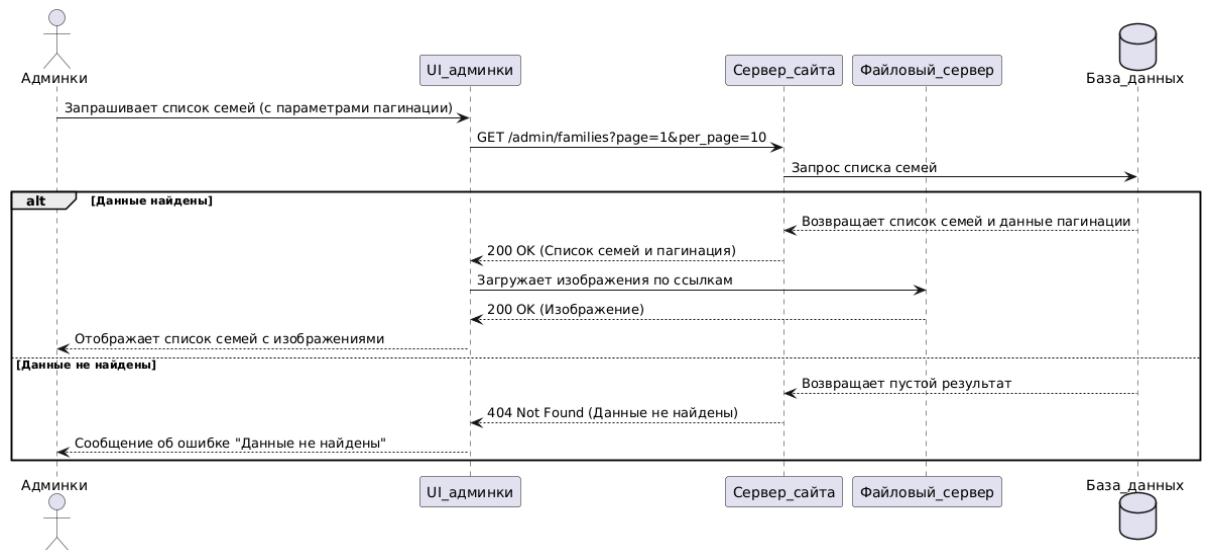 Админки
UI_админки
Сервер_сайта
Файловый_сервер
База_данных
Запрашивает список семей (с параметрами пагинации)
GET /admin/families?page=1&per_page=10
Запрос списка семей
alt
[Данные найдены]
Возвращает список семей и данные пагинации
200 OK (Список семей и пагинация)
Загружает изображения по ссылкам
200 OK (Изображение)
Отображает список семей с изображениями
[Данные не найдены]
Возвращает пустой результат
404 Not Found (Данные не найдены)
Сообщение об ошибке "Данные не найдены"
Админки
UI_админки
Сервер_сайта
Файловый_сервер
База_данных